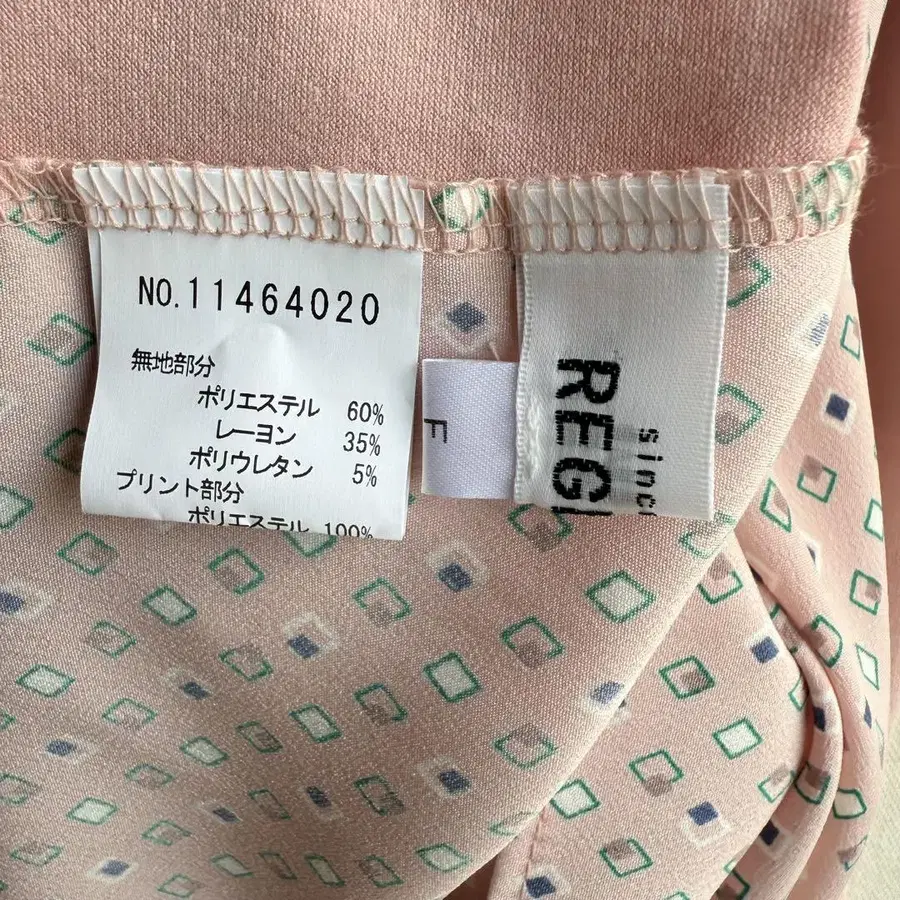 NO.11464020
無地部分
ポリエステル 60%
レーヨン 35%
ポリウレタン 5%
プリント部分
ポリエステル 100%
F
REG
sinc